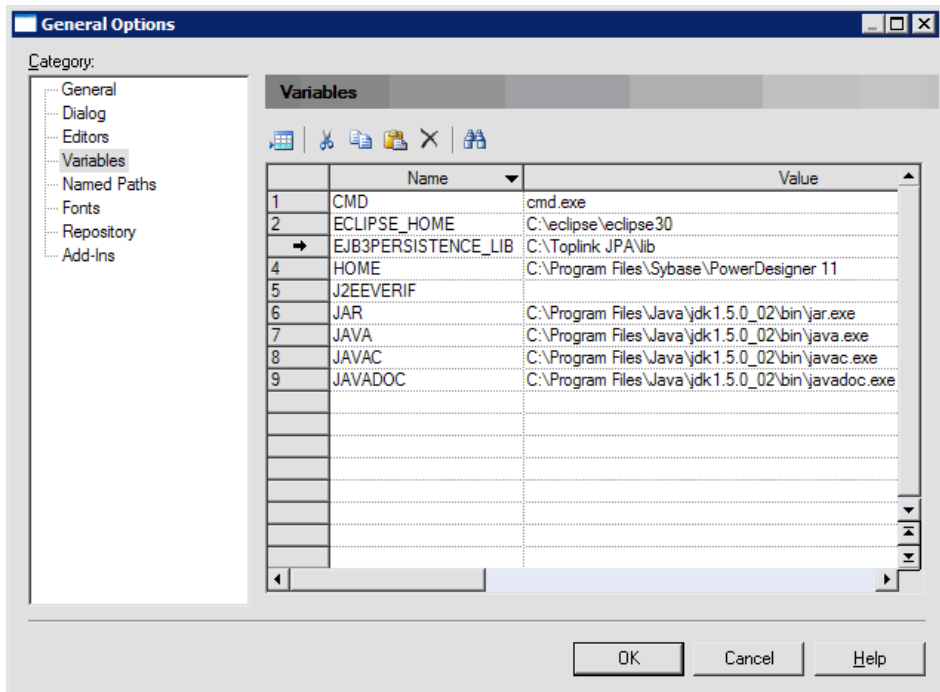 General Options
Category:
General
Dialog
Editors
Variables
Named Paths
Fonts
Repository
Add-Ins
Variables
Name Value
1 CMD cmd.exe
2 ECLIPSE_HOME C:\eclipse\eclipse30
EJB3PERSISTENCE_LIB C:\Toplink JPA\lib
4 HOME C:\Program Files\Sybase\PowerDesigner 11
5 J2EEVERIF
6 JAR C:\Program Files\Java\jdk1.5.0_02\bin\jar.exe
7 JAVA C:\Program Files\Java\jdk1.5.0_02\bin\java.exe
8 JAVAC C:\Program Files\Java\jdk1.5.0_02\bin\javac.exe
9 JAVADOC C:\Program Files\Java\jdk1.5.0_02\bin\javadoc.exe
OK Cancel Help